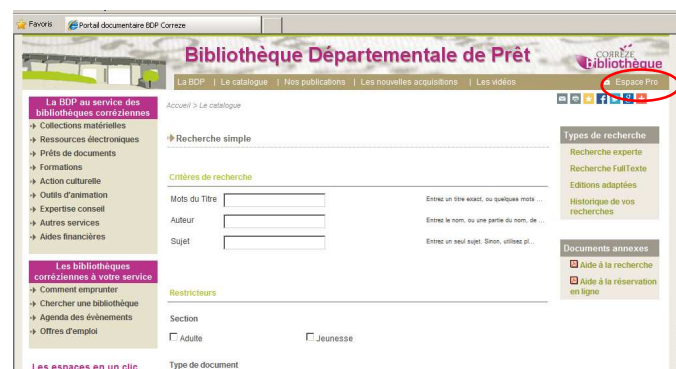 Favoris Portail documentaire BDP Correze
Bibliothèque Départementale de Prêt
CORRÈZE
Bibliothèque
La BDP | Le catalogue | Nos publications | Les nouvelles acquisitions | Les vidéos
Espace Pro
La BDP au service des
bibliothèques corréziennes
Collections matérielles
Ressources électroniques
Prêts de documents
Formations
Action culturelle
Outils d'animation
Expertise conseil
Autres services
Aides financières
Les bibliothèques
corréziennes à votre service
Comment emprunter
Chercher une bibliothèque
Agenda des évènements
Offres d'emploi
Les espaces en un clic
Accueil > Le catalogue
Recherche simple
Critères de recherche
Mots du Titre Entrez un titre exact, ou quelques mots ...
Auteur Entrez le nom, ou une partie du nom, de ...
Sujet Entrez un seul sujet. Sinon, utilisez pl...
Restricteurs
Section
Adulte Jeunesse
Type de document
Types de recherche
Recherche experte
Recherche FullTexte
Editions adaptées
Historique de vos
recherches
Documents annexes
Aide à la recherche
Aide à la réservation
en ligne